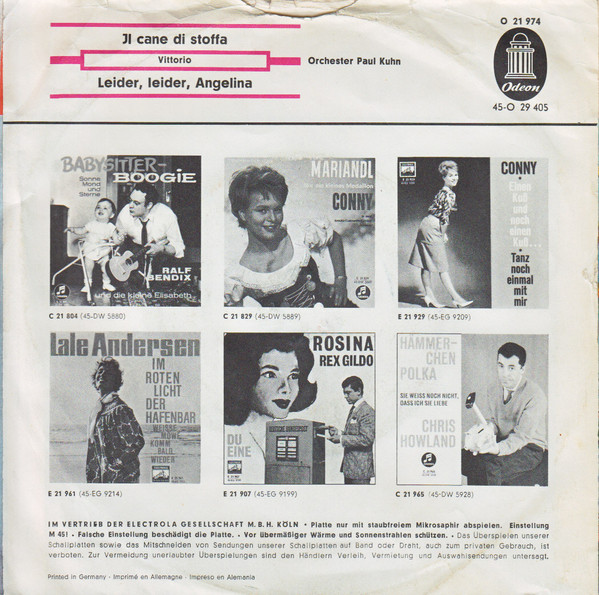 JI cane di stoffa
Vittorio
Leider, leider, Angelina
Orchester Paul Kuhn
O 21 974
Odeon
45-O 29 405
BABYSITTER-
BOOGIE
Sonne
Mond und
Sterne
RALF
BENDIX
und die kleine Elisabeth
C 21 804 (45-DW 5880)
MARIANDL
CONNY
C 21 829 (45-DW 5889)
CONNY
•
Einen
Kuß
und noch
einen
Kuß...
•
Tanz
noch
einmal
mit
mir
E 21 929 (45-EG 9209)
Lale Andersen
IM
ROTEN
LICHT
DER
HAFENBAR
WEISSE
MÖWE
KOMM
BALD
WIEDER
E 21 961 (45-EG 9214)
ROSINA
REX GILDO
DU
EINE
E 21 907 (45-EG 9199)
HAMMER-
CHEN
POLKA
SIE WEISS NOCH NICHT,
DASS ICH SIE LIEBE
CHRIS
HOWLAND
C 21 965 (45-DW 5928)
IM VERTRIEB DER ELECTROLA GESELLSCHAFT M. B. H. KÖLN • Platte nur mit staubfreiem Mikrosaphir abspielen. Einstellung
M 45! • Falsche Einstellung beschädigt die Platte. • Vor übermäßiger Wärme und Sonnenstrahlen schützen. • Das Überspielen unserer
Schallplatten sowie das Mitschneiden von Sendungen unserer Schallplatten auf Band oder Draht, auch zum privaten Gebrauch, ist
verboten. Zur Vermeidung unerlaubter Überspielungen sind den Händlern Verleih, Vermietung und Auswahlsendungen untersagt.
Printed in Germany · Imprimé en Allemagne · Impreso en Alemania